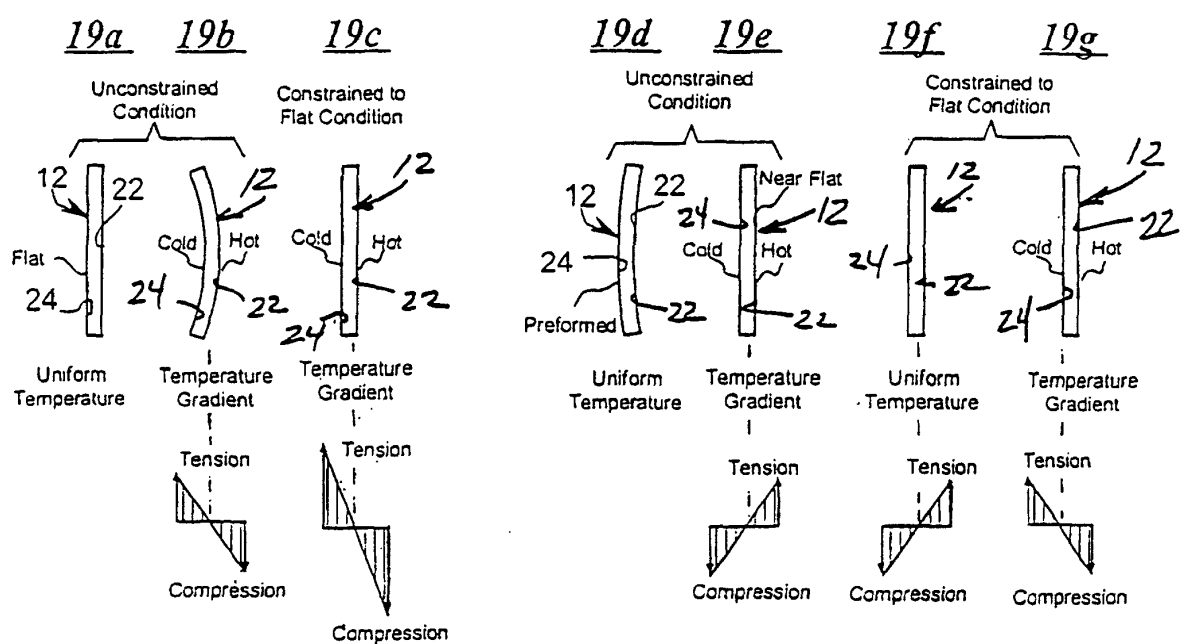 19a 19b 19c 19d 19e 19f 19g
Unconstrained
Condition
Constrained to
Flat Condition
Unconstrained
Condition
Constrained to
Flat Condition
12 22 12 12 22 Near Flat 12 12
24 12 22
12
Flat Cold Hot Cold Hot Cold Hot Cold Hot
24 24
24 24 22 22 22 22 24
24 22
Preformed
Uniform
Temperature
Temperature
Gradient
Temperature
Gradient
Uniform
Temperature
Temperature
Gradient
Uniform
Temperature
Temperature
Gradient
Tension
Compression
Tension
Compression
Tension
Compression
Tension
Compression
Tension
Compression